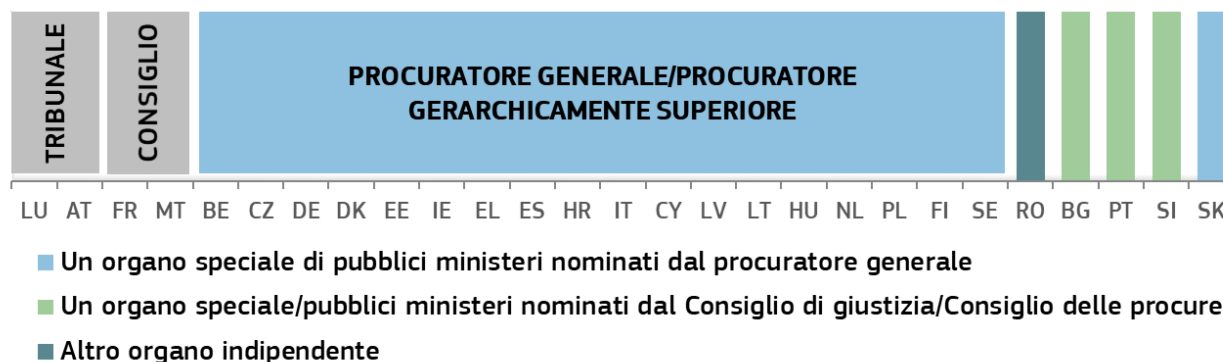 TRIBUNALE
CONSIGLIO
PROCURATORE GENERALE/PROCURATORE
GERARCHICAMENTE SUPERIORE
LU AT FR MT BE CZ DE DK EE IE EL ES HR IT CY LV LT HU NL PL FI SE RO BG PT SI SK
Un organo speciale di pubblici ministeri nominati dal procuratore generale
Un organo speciale/pubblici ministeri nominati dal Consiglio di giustizia/Consiglio delle procure
Altro organo indipendente